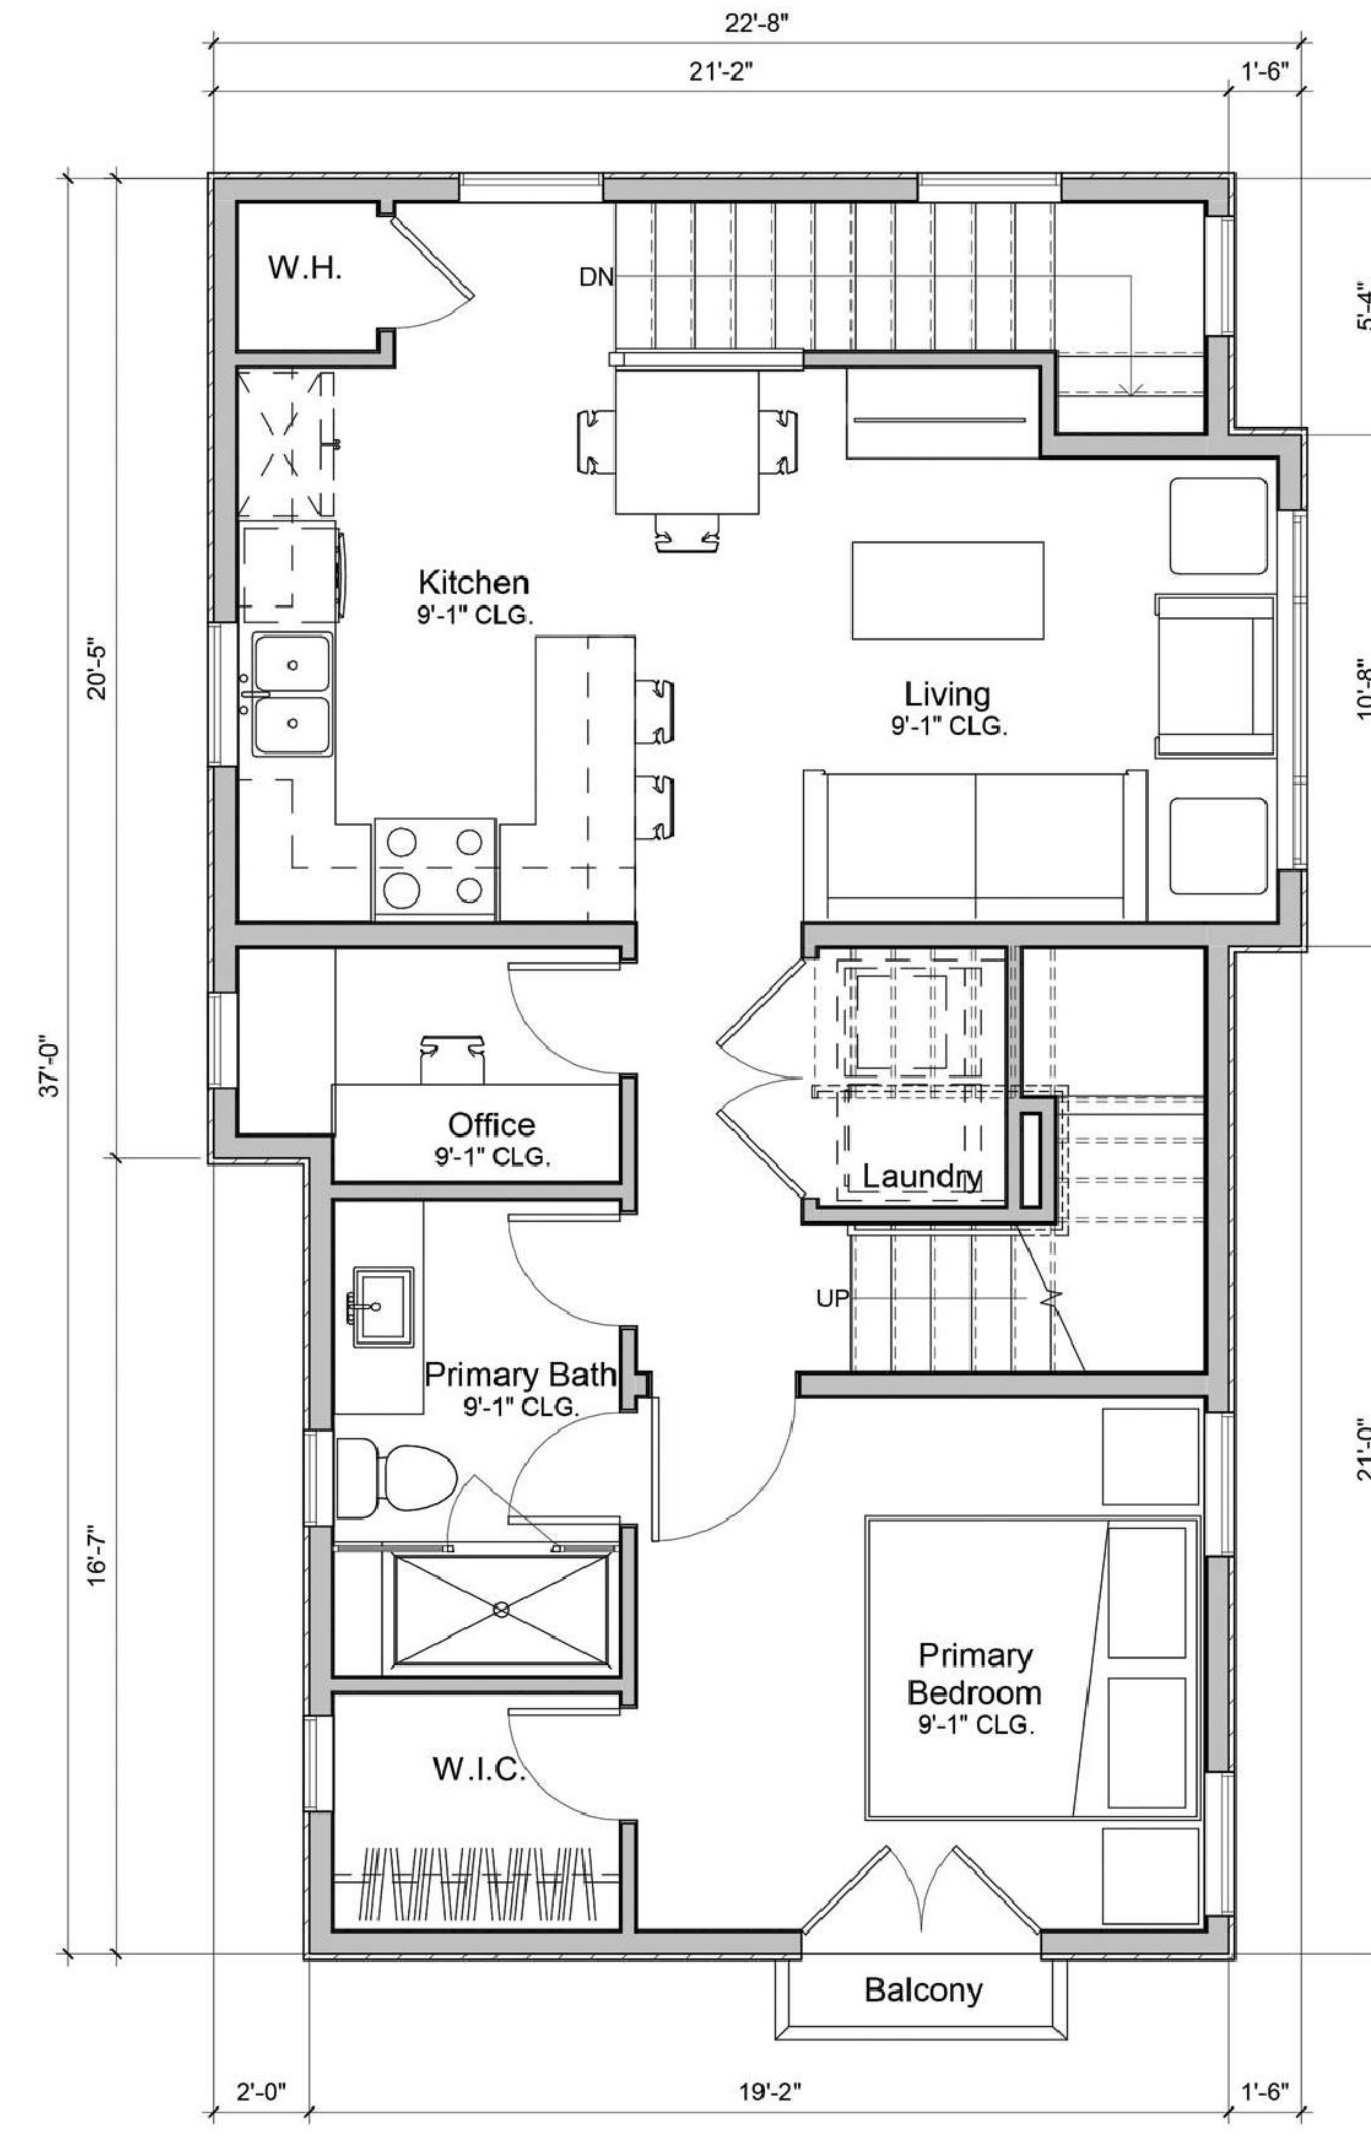 22'-8"
21'-2"
1'-6"
W.H.
DN
5'-4"
Kitchen
9'-1" CLG.
20'-5"
Living
9'-1" CLG.
10'-8"
37'-0"
Office
9'-1" CLG.
Laundry
UP
Primary Bath
9'-1" CLG.
21'-0"
16'-7"
Primary
Bedroom
9'-1" CLG.
W.I.C.
Balcony
2'-0"
19'-2"
1'-6"